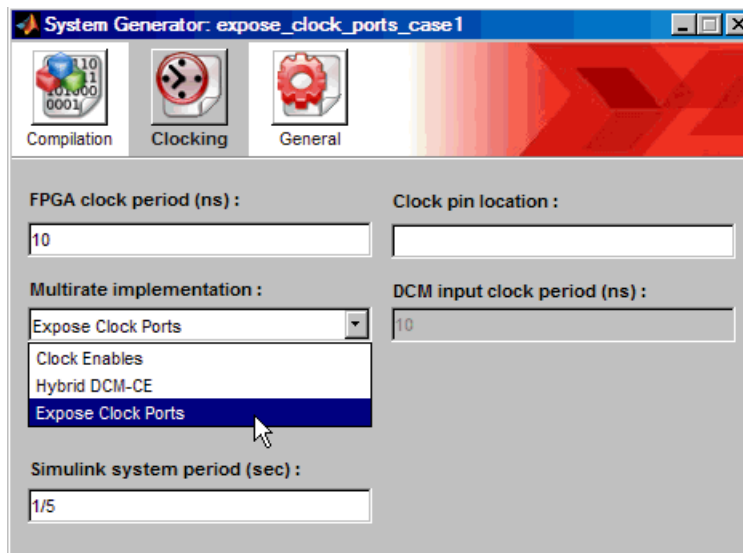 System Generator: expose_clock_ports_case1
Compilation Clocking General
FPGA clock period (ns) : Clock pin location :
10
Multirate implementation : DCM input clock period (ns) :
Expose Clock Ports 10
Clock Enables
Hybrid DCM-CE
Expose Clock Ports
Simulink system period (sec) :
1/5